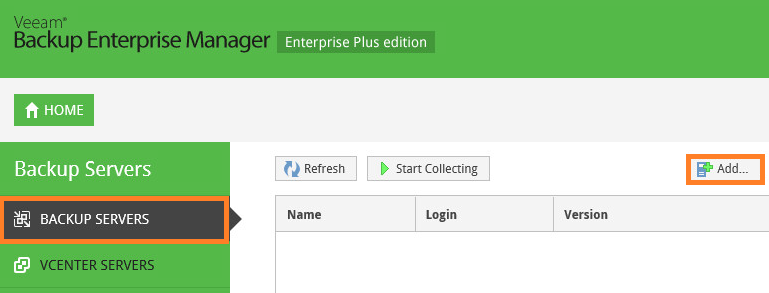 Veeam®
Backup Enterprise Manager Enterprise Plus edition
HOME
Backup Servers
Refresh Start Collecting Add...
BACKUP SERVERS
Name Login Version
VCENTER SERVERS